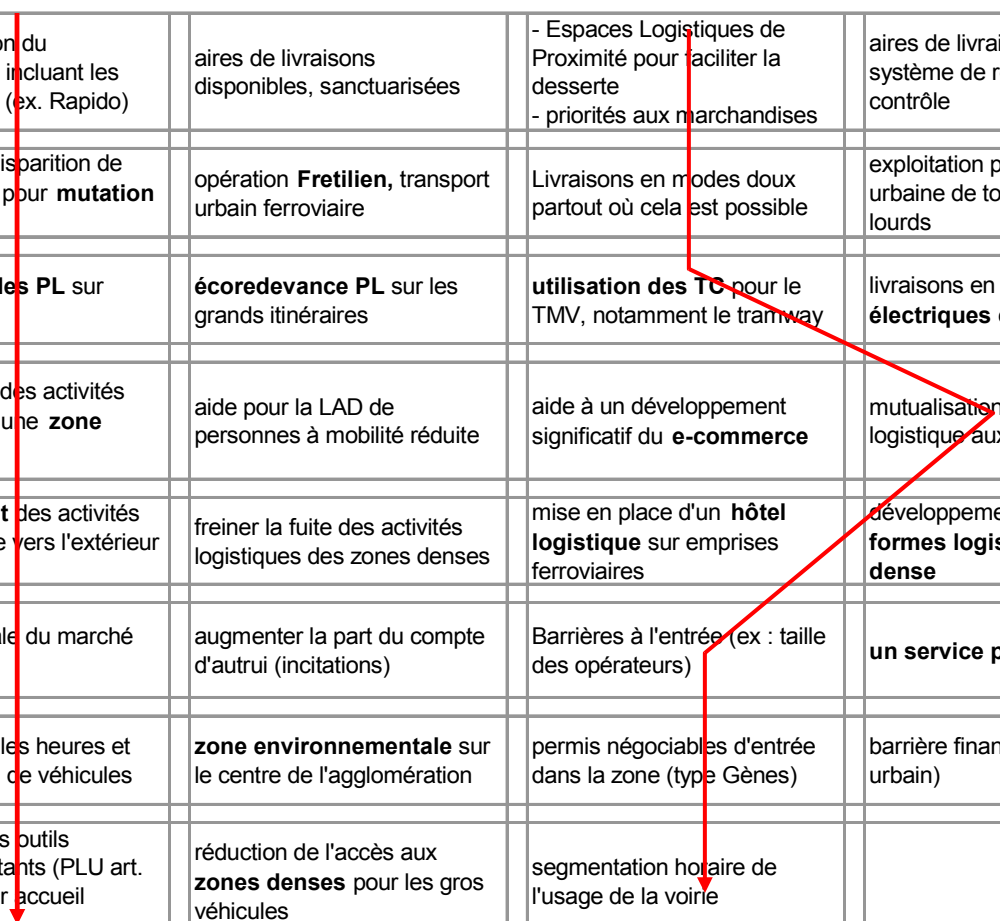 on du
incluant les
(ex. Rapido)
aires de livraisons
disponibles, sanctuarisées
- Espaces Logistiques de
Proximité pour faciliter la
desserte
- priorités aux marchandises
aires de livrai
système de r
contrôle
isparition de
pour mutation
opération Fretilien, transport
urbain ferroviaire
Livraisons en modes doux
partout où cela est possible
exploitation p
urbaine de to
lourds
les PL sur
écoredevance PL sur les
grands itinéraires
utilisation des TC pour le
TMV, notamment le tramway
livraisons en
électriques
des activités
une zone
aide pour la LAD de
personnes à mobilité réduite
aide à un développement
significatif du e-commerce
mutualisation
logistique aux
t des activités
e vers l'extérieur
freiner la fuite des activités
logistiques des zones denses
mise en place d'un hôtel
logistique sur emprises
ferroviaires
développeme
formes logis
dense
ale du marché
augmenter la part du compte
d'autrui (incitations)
Barrières à l'entrée (ex : taille
des opérateurs)
un service p
les heures et
de véhicules
zone environnementale sur
le centre de l'agglomération
permis négociables d'entrée
dans la zone (type Gènes)
barrière finan
urbain)
s outils
tants (PLU art.
r accueil
réduction de l'accès aux
zones denses pour les gros
véhicules
segmentation horaire de
l'usage de la voirie